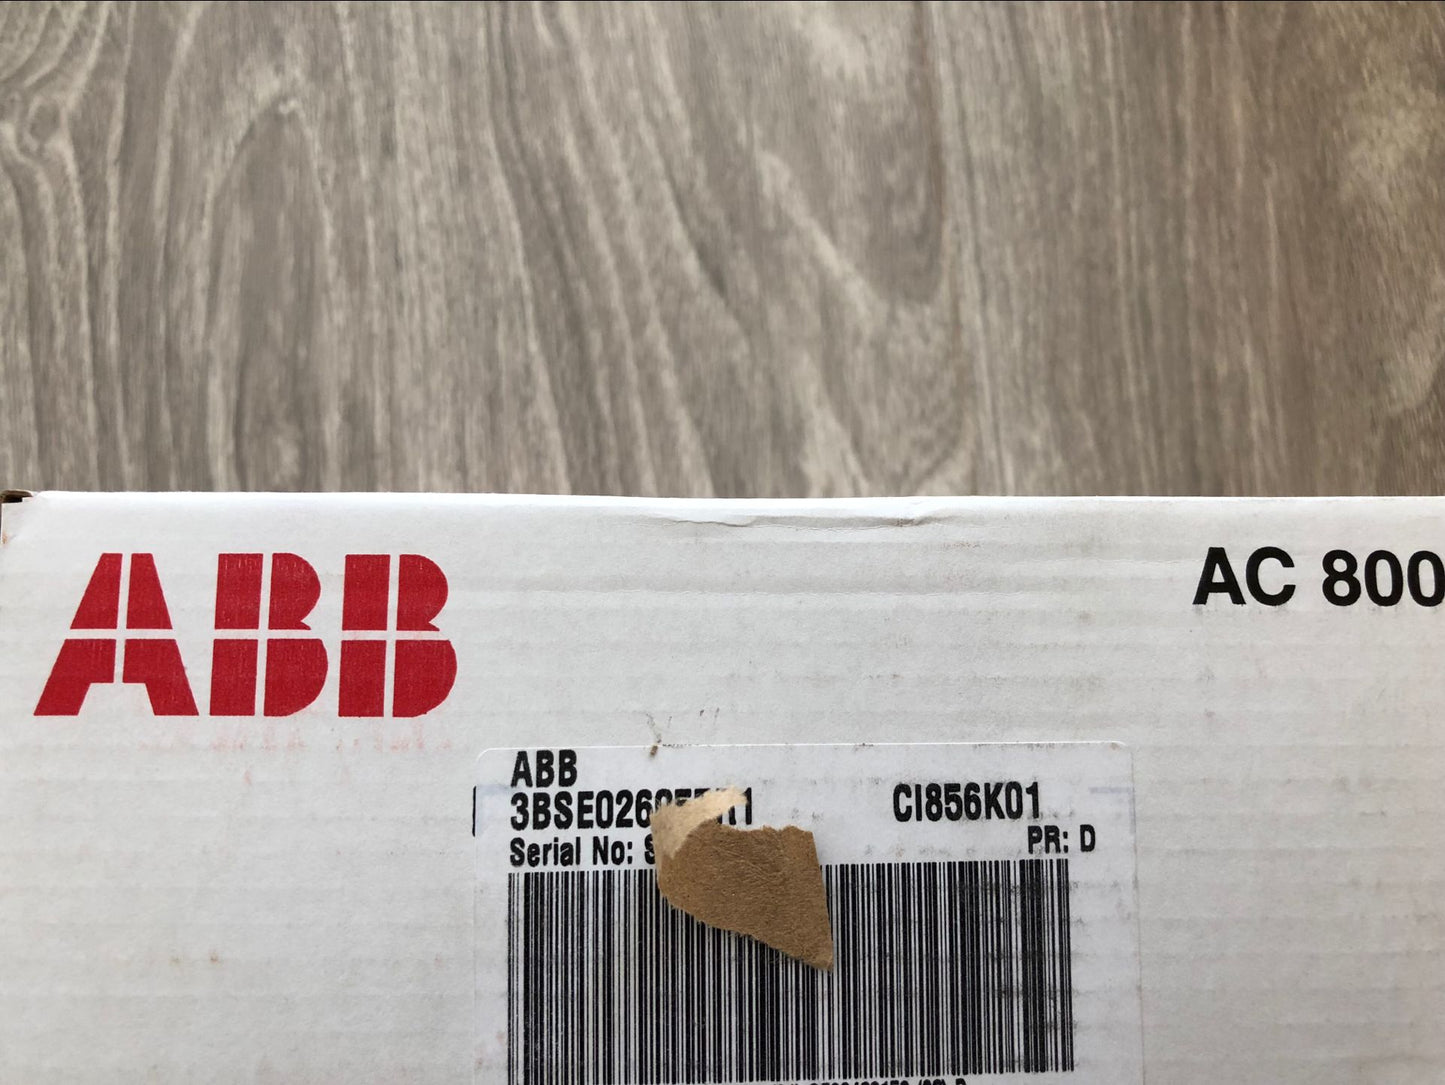 ABB
AC 800
ABB
CI856K01
PR: D
Serial No: